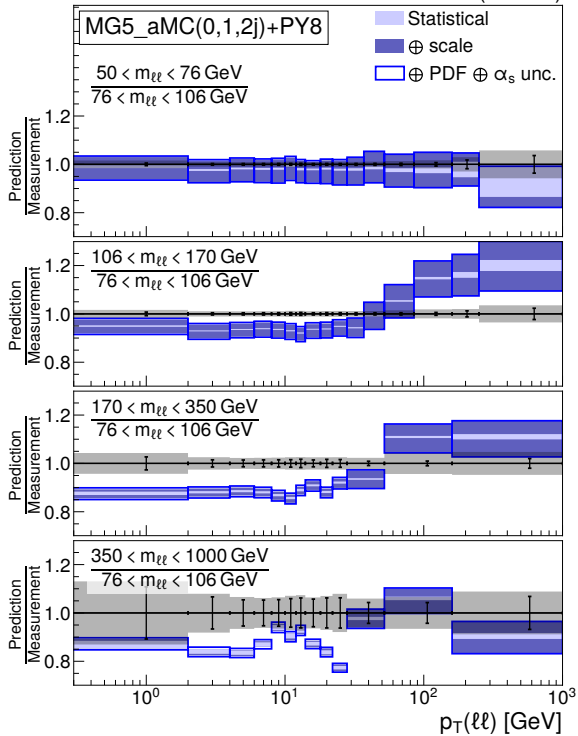 MG5_aMC(0,1,2j)+PY8
Statistical
⊕ scale
⊕ PDF ⊕ αs unc.
50 < mℓℓ < 76 GeV
76 < mℓℓ < 106 GeV
Prediction
Measurement
1.2
1.0
0.8
106 < mℓℓ < 170 GeV
76 < mℓℓ < 106 GeV
Prediction
Measurement
1.2
1.0
0.8
170 < mℓℓ < 350 GeV
76 < mℓℓ < 106 GeV
Prediction
Measurement
1.2
1.0
0.8
350 < mℓℓ < 1000 GeV
76 < mℓℓ < 106 GeV
Prediction
Measurement
1.2
1.0
0.8
10⁰ 10¹ 10² 10³
pT(ℓℓ) [GeV]